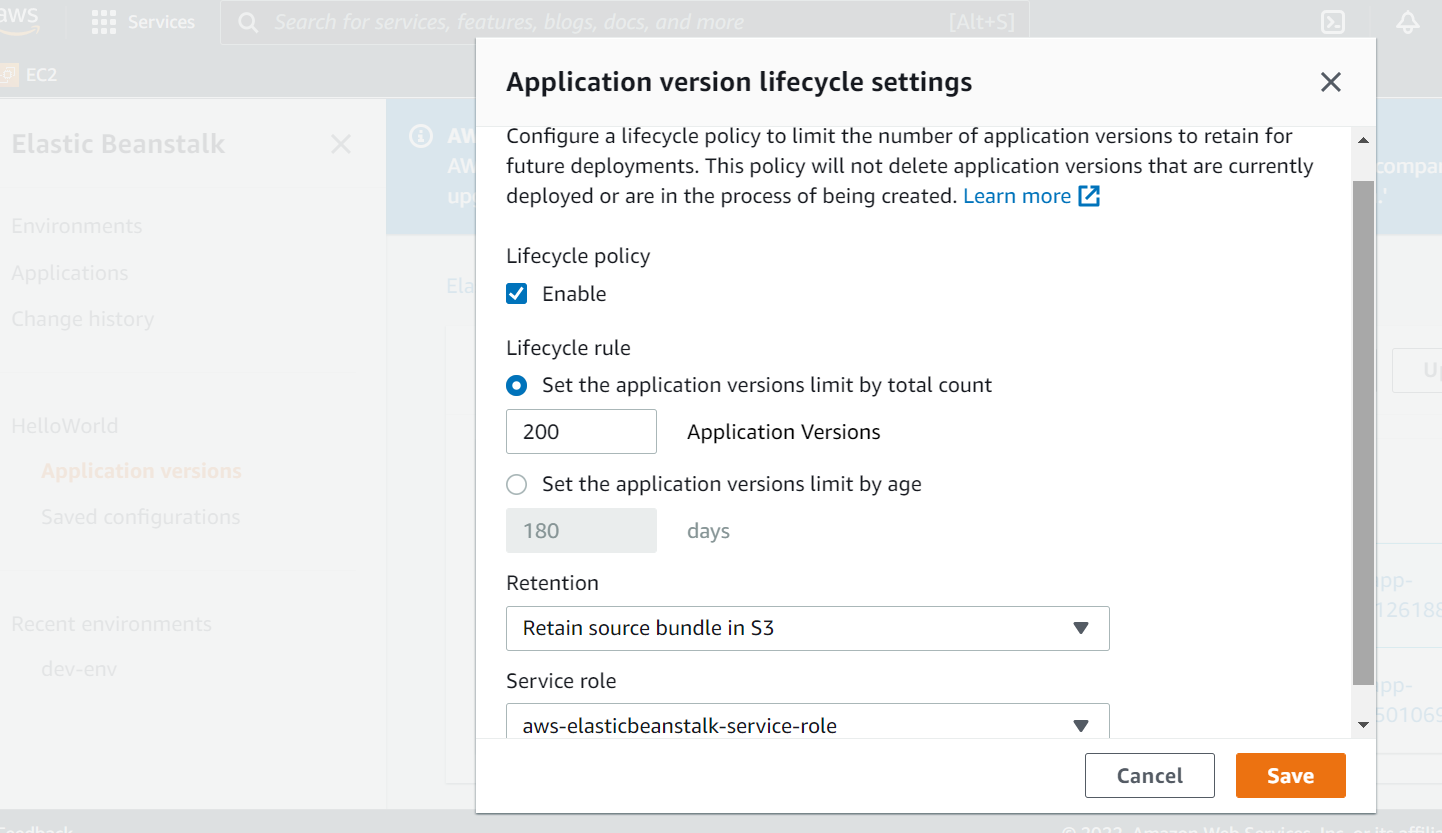 aws
Services
Search for services, features, blogs, docs, and more
[Alt+S]
EC2
Elastic Beanstalk
Environments
Applications
Change history
HelloWorld
Application versions
Saved configurations
Recent environments
dev-env
Application version lifecycle settings
Configure a lifecycle policy to limit the number of application versions to retain for
future deployments. This policy will not delete application versions that are currently
deployed or are in the process of being created. Learn more
Lifecycle policy
Enable
Lifecycle rule
Set the application versions limit by total count
200 Application Versions
Set the application versions limit by age
180 days
Retention
Retain source bundle in S3
Service role
aws-elasticbeanstalk-service-role
Cancel Save